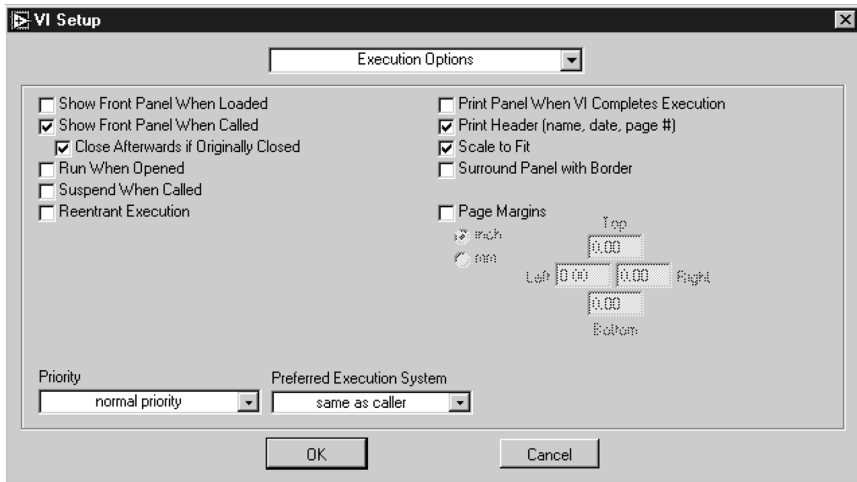 VI Setup
Execution Options
Show Front Panel When Loaded
Show Front Panel When Called
Close Afterwards if Originally Closed
Run When Opened
Suspend When Called
Reentrant Execution
Print Panel When VI Completes Execution
Print Header (name, date, page #)
Scale to Fit
Surround Panel with Border
Page Margins
inch
mm
Top
0.00
Left 0.00 0.00 Right
0.00
Bottom
Priority
normal priority
Preferred Execution System
same as caller
OK
Cancel